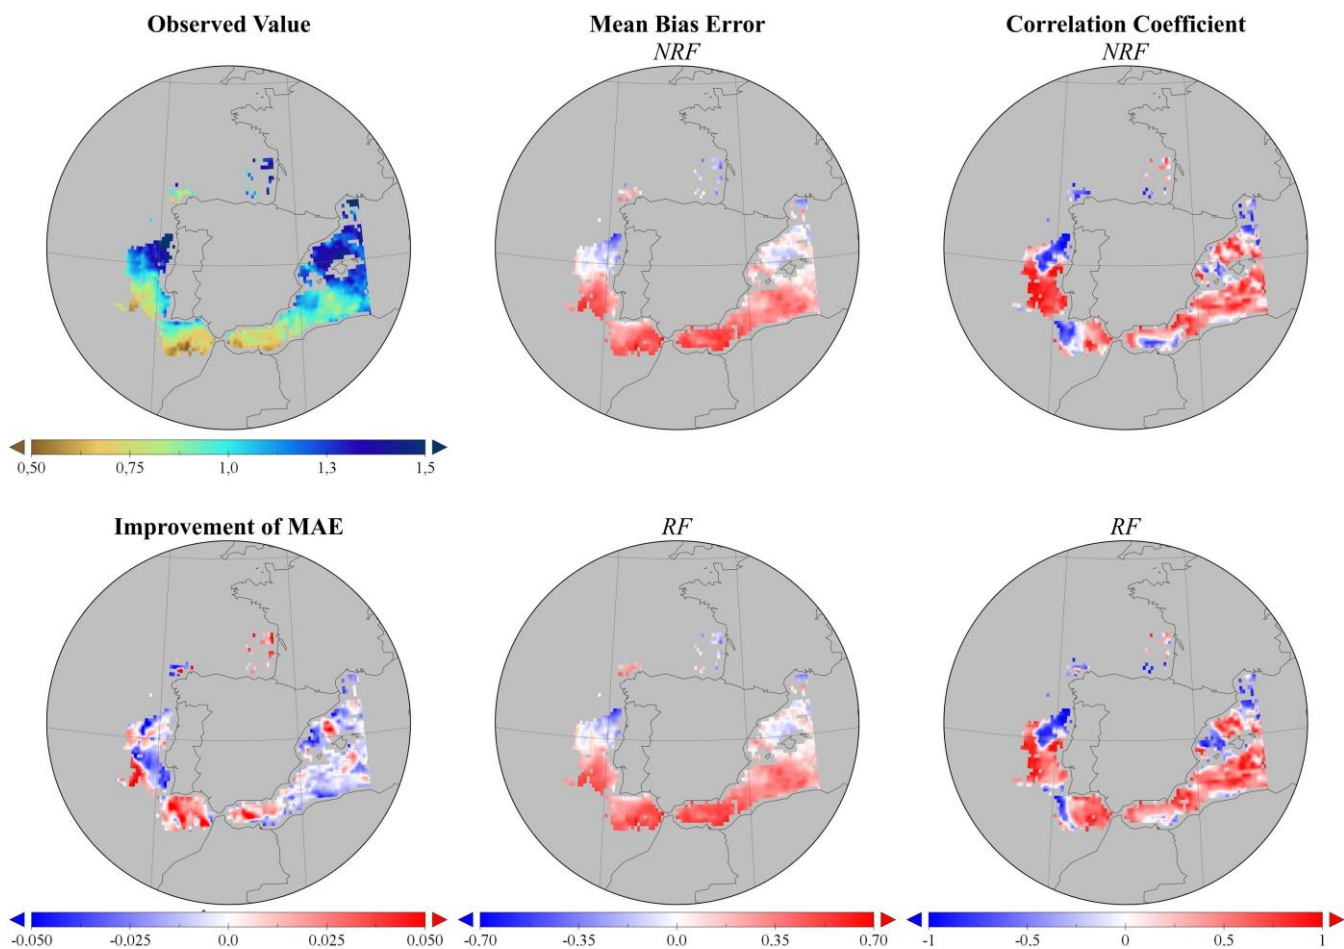 Observed Value
Mean Bias Error
Correlation Coefficient
NRF
NRF
0,50 0,75 1,0 1,3 1,5
Improvement of MAE
RF
RF
-0.050 -0.025 0.0 0.025 0.050
-0.70 -0.35 0.0 0.35 0.70
-1 -0.5 0 0.5 1